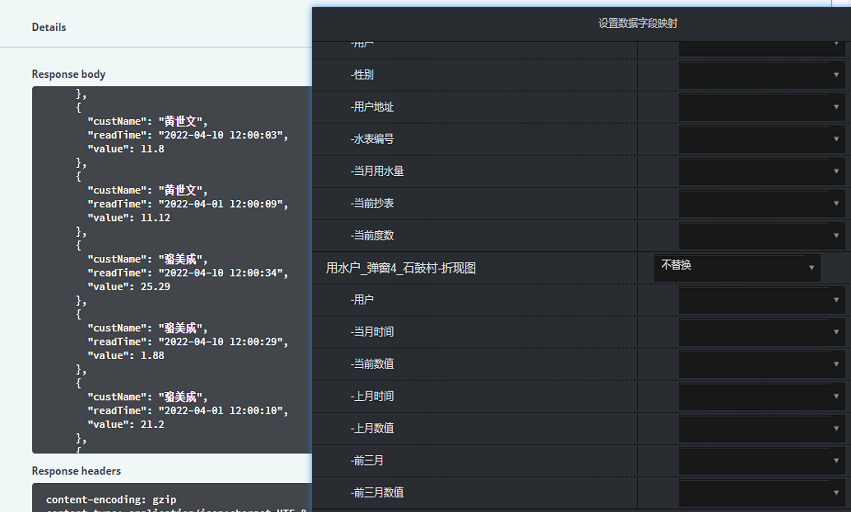 Details
Response body
},
{
"custName": "黄世文",
"readTime": "2022-04-10 12:00:03",
"value": 11.8
},
{
"custName": "黄世文",
"readTime": "2022-04-01 12:00:09",
"value": 11.12
},
{
"custName": "骆美成",
"readTime": "2022-04-10 12:00:34",
"value": 25.29
},
{
"custName": "骆美成",
"readTime": "2022-04-10 12:00:29",
"value": 1.88
},
{
"custName": "骆美成",
"readTime": "2022-04-01 12:00:10",
"value": 21.2
},
{
Response headers
content-encoding: gzip
设置数据字段映射
-用户
-性别
-用户地址
-水表编号
-当月用水量
-当前抄表
-当前度数
用水户_弹窗4_石鼓村-折现图 不替换
-用户
-当月时间
-当前数值
-上月时间
-上月数值
-前三月
-前三月数值